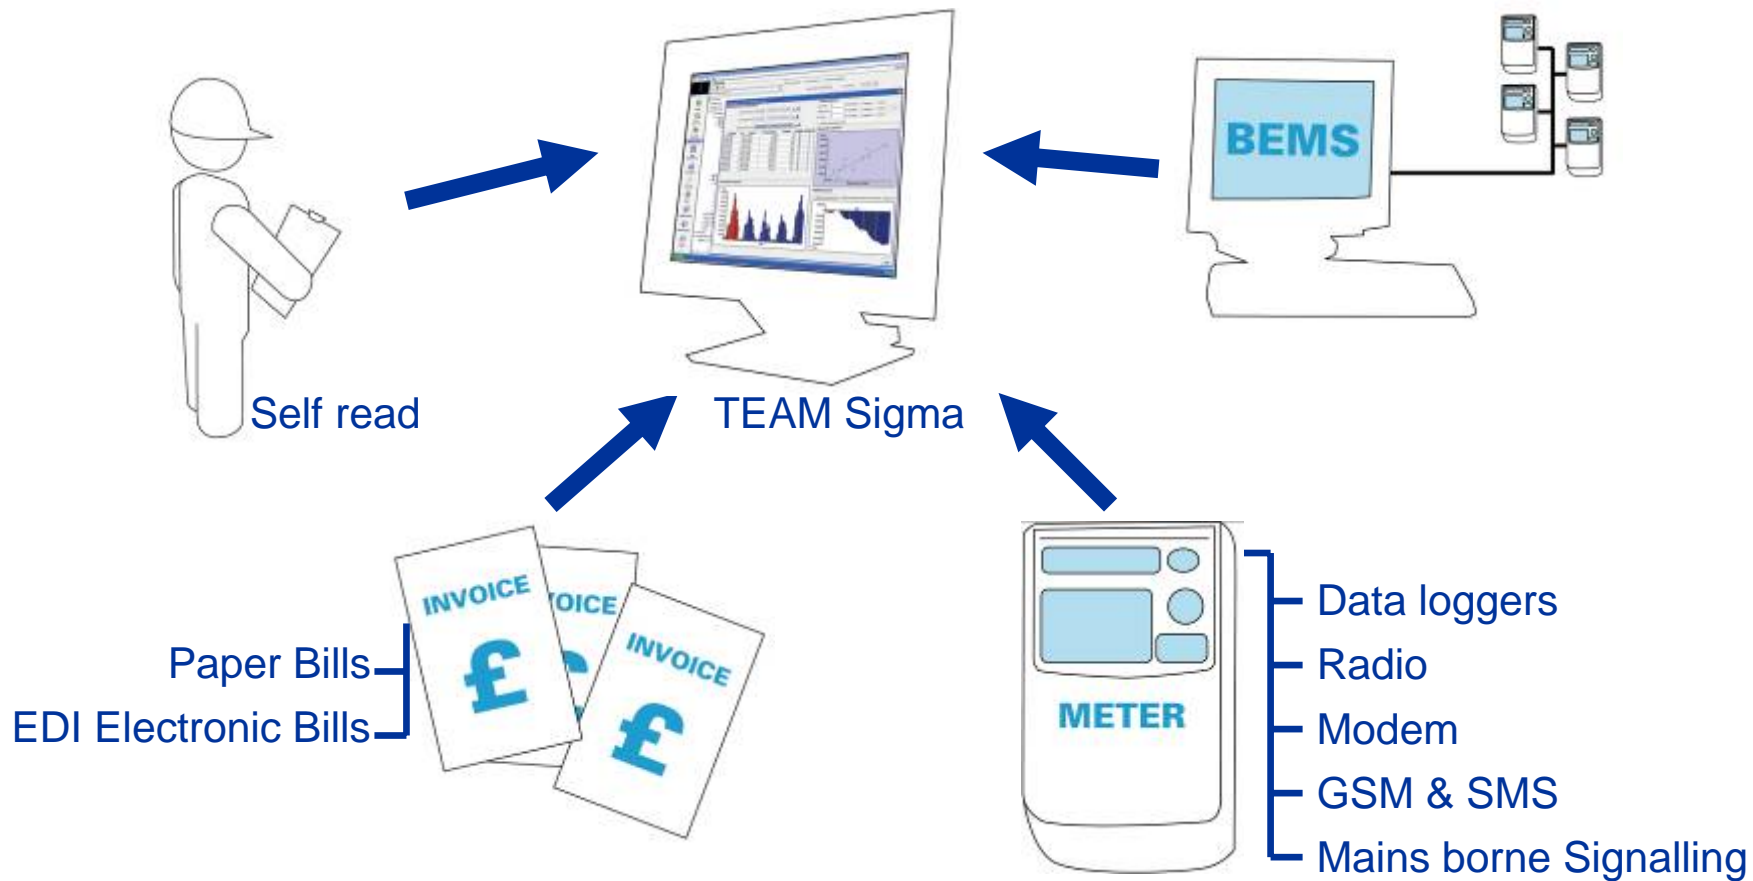 BEMS
Self read
TEAM Sigma
INVOICE
£
VOICE
INVOICE
£
Paper Bills
EDI Electronic Bills
METER
Data loggers
Radio
Modem
GSM & SMS
Mains borne Signalling